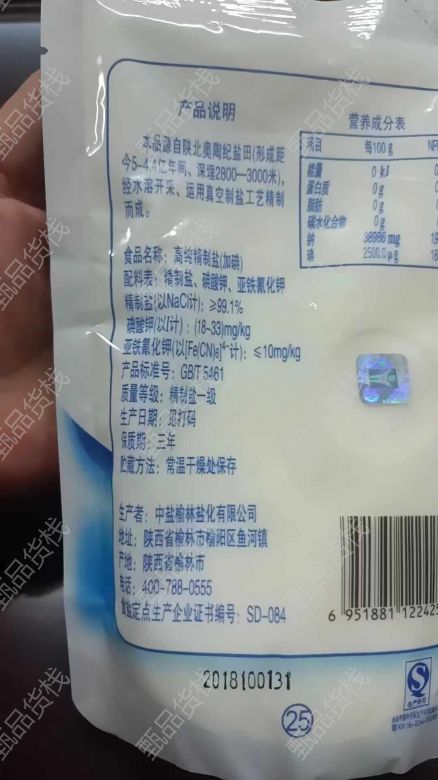 产品说明
本品源自陕北奥陶纪盐田(形成距
今5-4.4亿年间、深埋2800—3000米),
经水溶开采、运用真空制盐工艺精制
而成。
食品名称：高纯精制盐(加碘)
配料表：精制盐、碘酸钾、亚铁氰化钾
精制盐(以NaCl计)：≥99.1%
碘酸钾(以I计)：(18-33)mg/kg
亚铁氰化钾(以[Fe(CN)₆]⁴⁻计)：≤10mg/kg
产品标准号：GB/T 5461
质量等级：精制盐一级
生产日期：见打码
保质期：三年
贮藏方法：常温干燥处保存
生产者：中盐榆林盐化有限公司
地址：陕西省榆林市榆阳区鱼河镇
产地：陕西省榆林市
电话：400-788-0555
食盐定点生产企业证书编号：SD-084
营养成分表
项目 每100g
能量 0 kJ
蛋白质 0g
脂肪 0g
碳水化合物 0g
钠 38986 mg
碘 2500.0μg
6 951881 12242
2018100131
25
甄品货栈